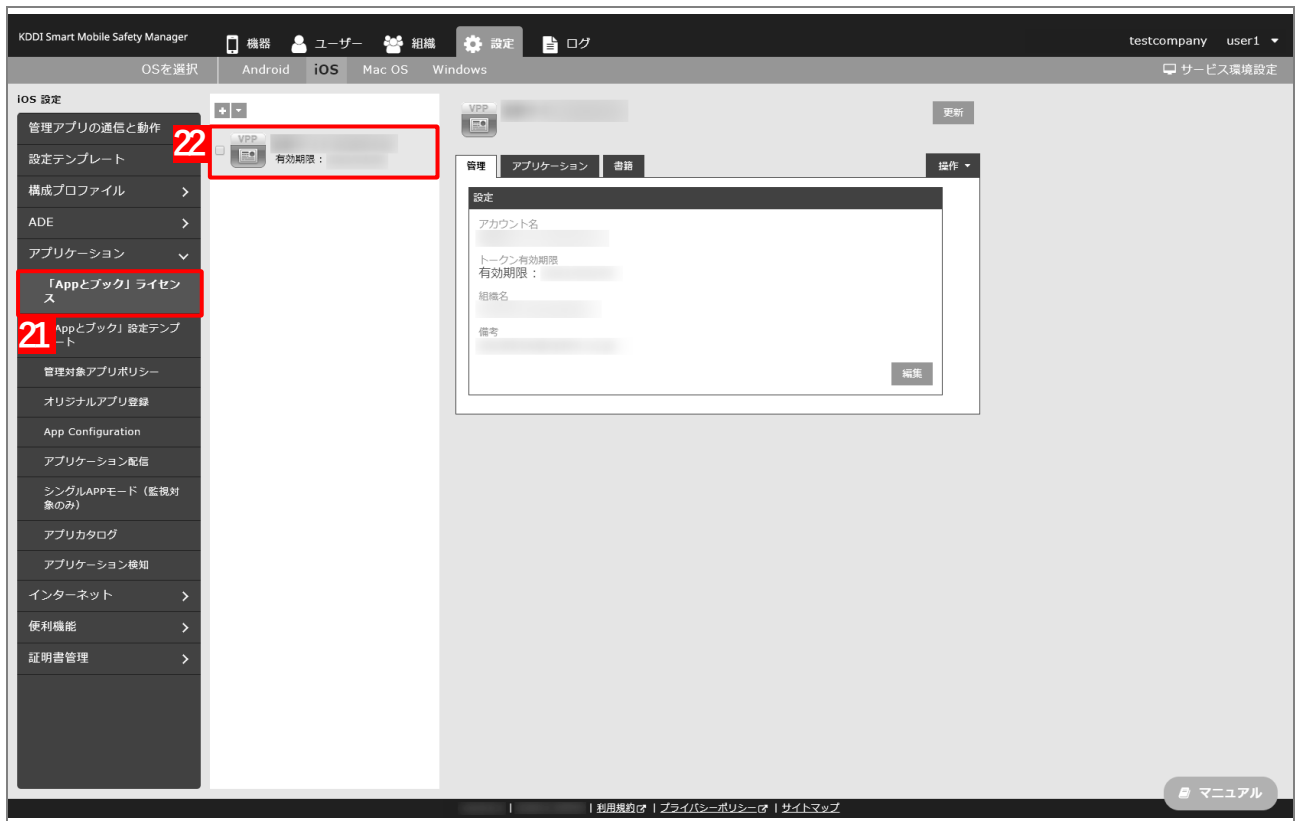 KDDI Smart Mobile Safety Manager
機器
ユーザー
組織
設定
ログ
testcompany user1
OSを選択
Android
iOS
Mac OS
Windows
サービス環境設定
iOS 設定
管理アプリの通信と動作
設定テンプレート
構成プロファイル
ADE
アプリケーション
「Appとブック」ライセン
ス
21
Appとブック」設定テンプ
ート
管理対象アプリポリシー
オリジナルアプリ登録
App Configuration
アプリケーション配信
シングルAPPモード（監視対
象のみ）
アプリカタログ
アプリケーション検知
インターネット
便利機能
証明書管理
22
VPP
有効期限：
VPP
更新
管理
アプリケーション
書籍
操作
設定
アカウント名
トークン有効期限
有効期限：
組織名
備考
編集
マニュアル
| | 利用規約 | プライバシーポリシー | サイトマップ